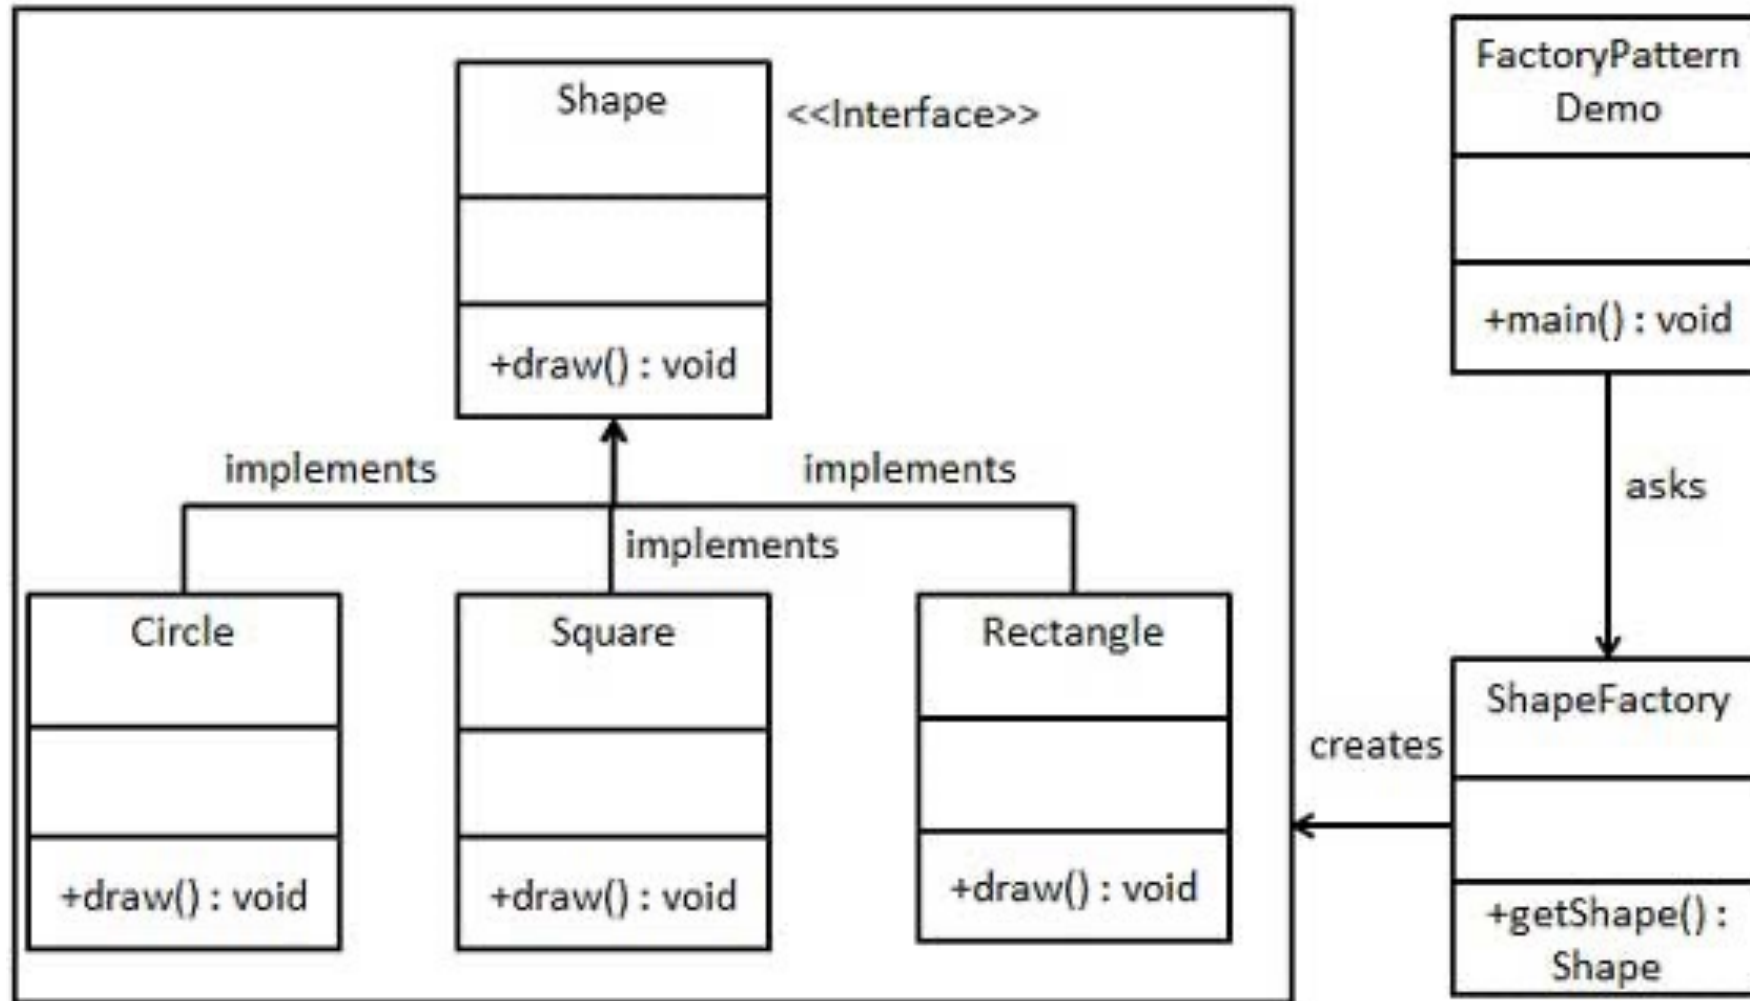 Shape
<<Interface>>
+draw() : void
implements
implements
implements
Circle
+draw() : void
Square
+draw() : void
Rectangle
+draw() : void
FactoryPattern
Demo
+main() : void
asks
ShapeFactory
+getShape() :
Shape
creates